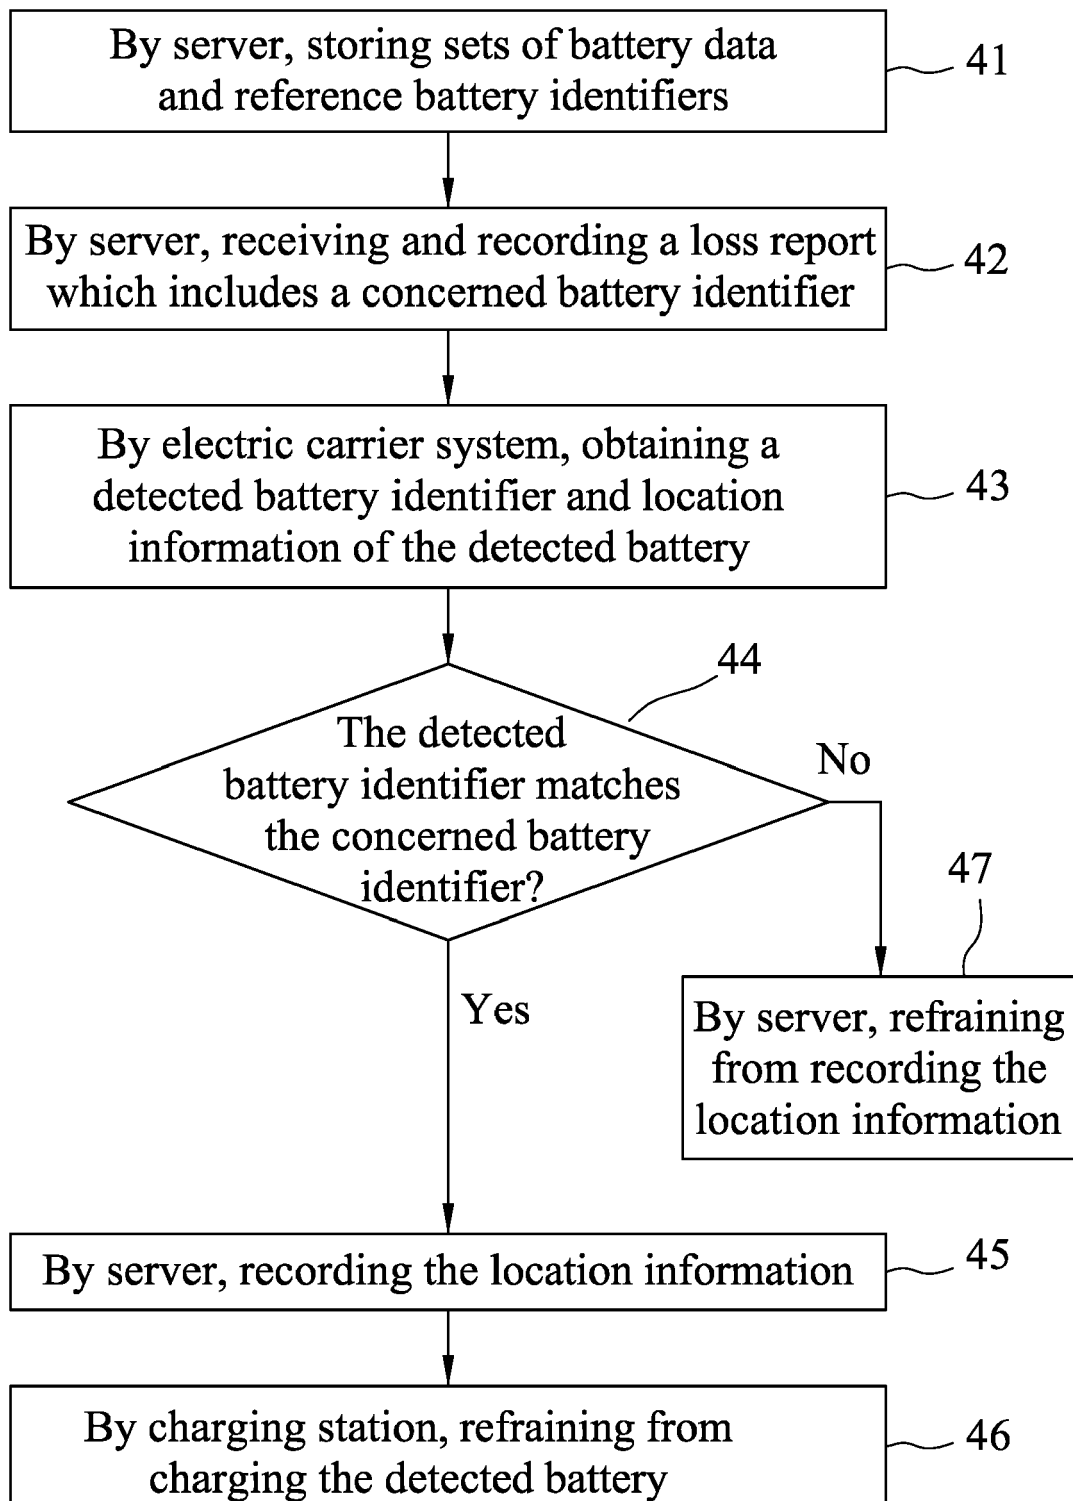 By server, storing sets of battery data
and reference battery identifiers
41
By server, receiving and recording a loss report
which includes a concerned battery identifier
42
By electric carrier system, obtaining a
detected battery identifier and location
information of the detected battery
43
44
The detected
battery identifier matches
the concerned battery
identifier?
No
47
Yes
By server, refraining
from recording the
location information
By server, recording the location information
45
By charging station, refraining from
charging the detected battery
46